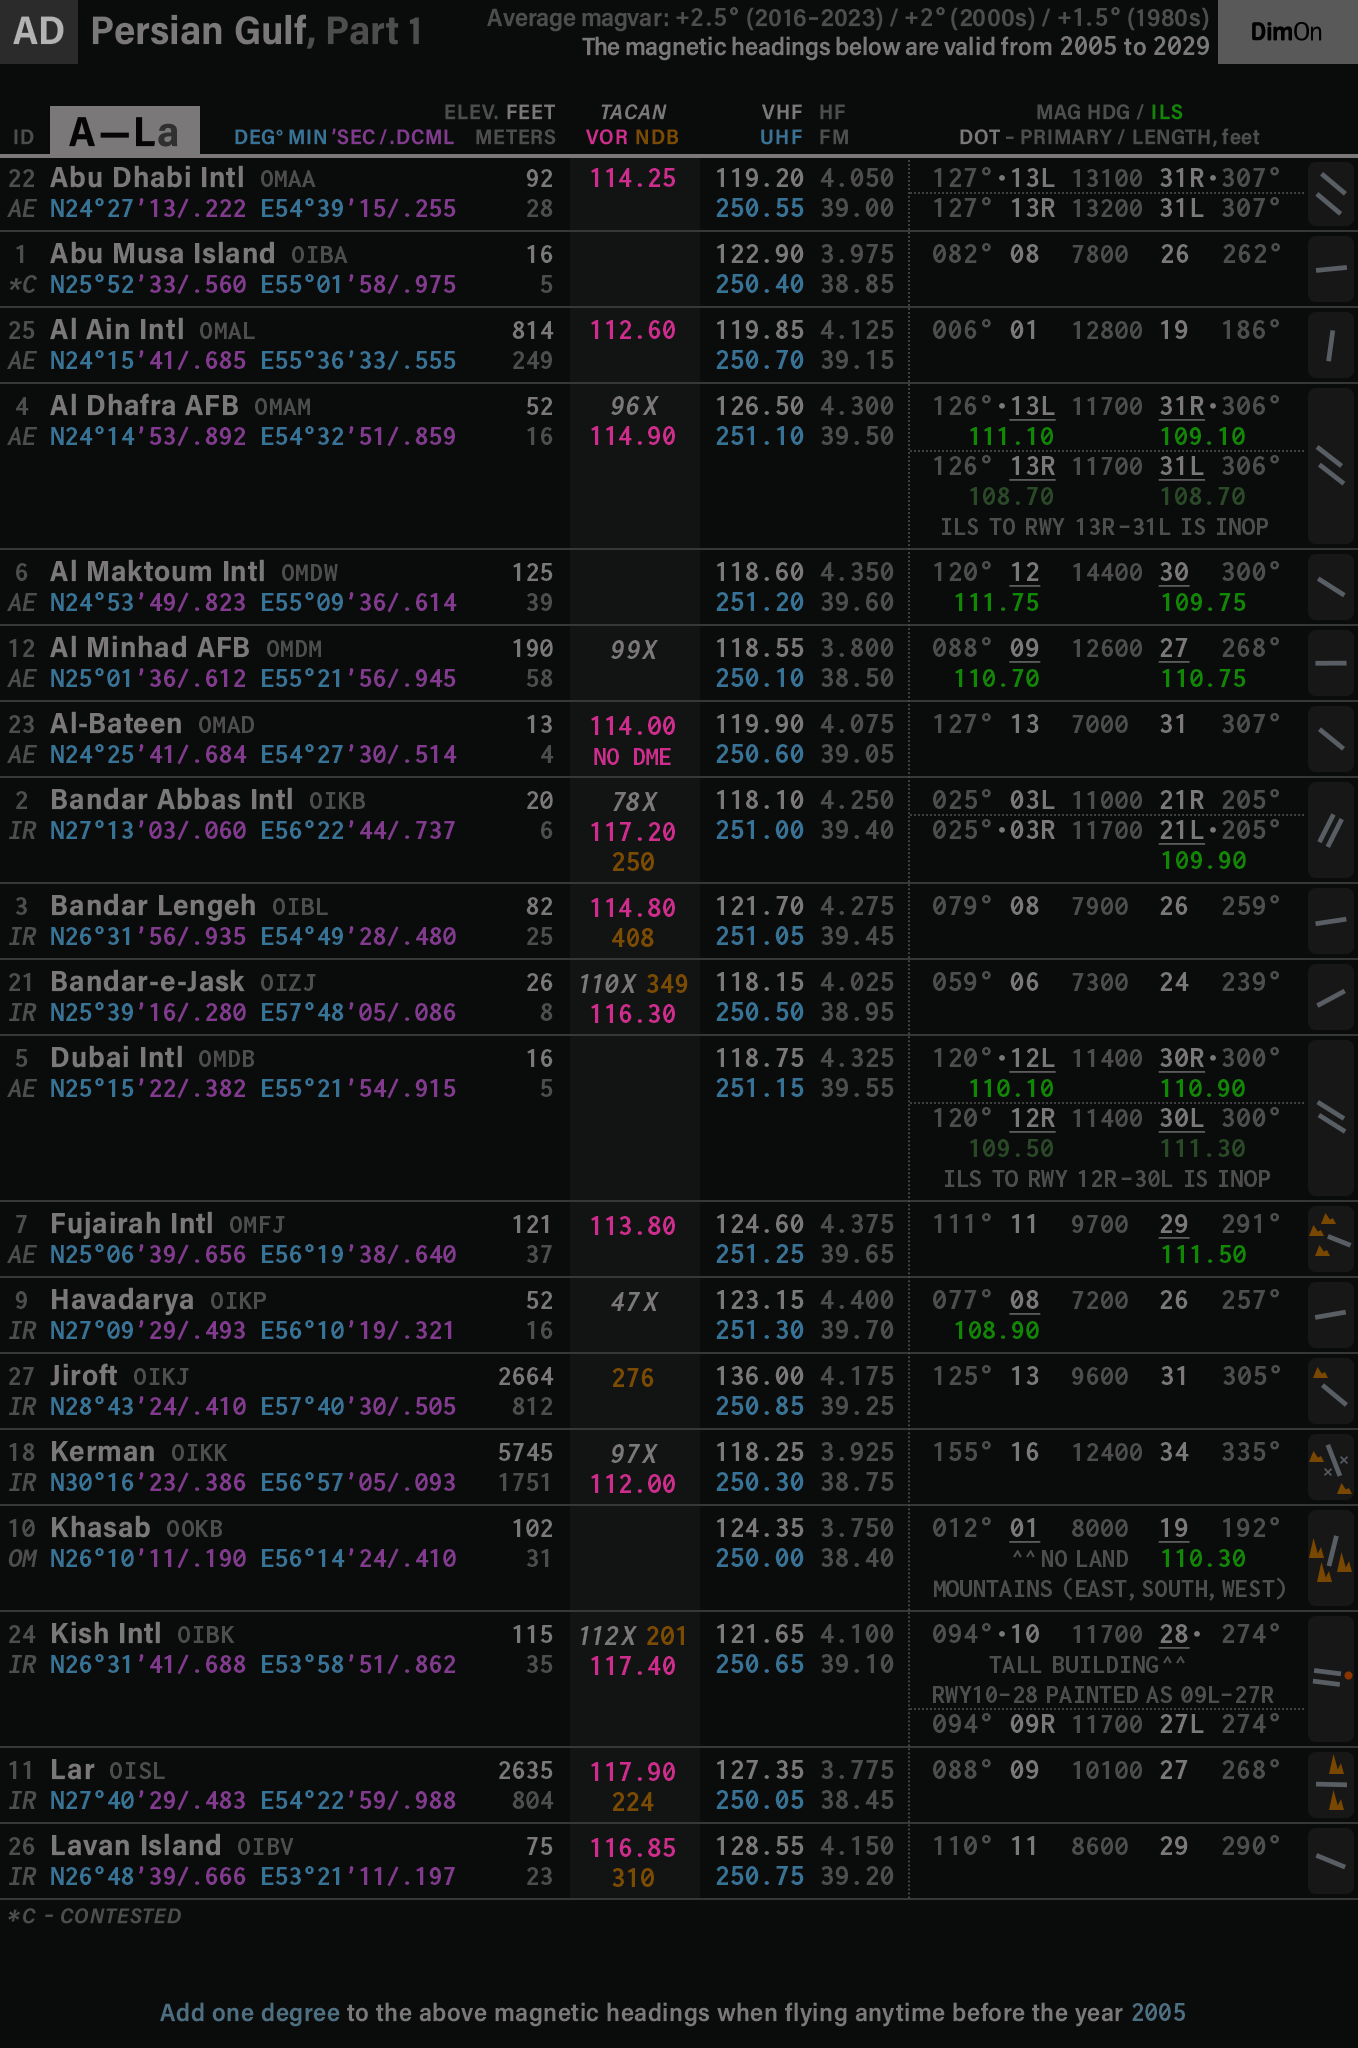 AD Persian Gulf, Part 1 Average magvar: +2.5° (2016-2023) / +2° (2000s) / +1.5° (1980s) DimOn
The magnetic headings below are valid from 2005 to 2029
ELEV. FEET TACAN VHF HF MAG HDG / ILS
ID A—La DEG° MIN 'SEC /.DCML METERS VOR NDB UHF FM DOT - PRIMARY / LENGTH, feet
22 Abu Dhabi Intl OMAA 92 114.25 119.20 4.050 127°·13L 13100 31R·307°
AE N24°27'13/.222 E54°39'15/.255 28 250.55 39.00 127° 13R 13200 31L 307°
1 Abu Musa Island OIBA 16 122.90 3.975 082° 08 7800 26 262°
*C N25°52'33/.560 E55°01'58/.975 5 250.40 38.85
25 Al Ain Intl OMAL 814 112.60 119.85 4.125 006° 01 12800 19 186°
AE N24°15'41/.685 E55°36'33/.555 249 250.70 39.15
4 Al Dhafra AFB OMAM 52 96X 126.50 4.300 126°·13L 11700 31R·306°
AE N24°14'53/.892 E54°32'51/.859 16 114.90 251.10 39.50 111.10 109.10
126° 13R 11700 31L 306°
108.70 108.70
ILS TO RWY 13R-31L IS INOP
6 Al Maktoum Intl OMDW 125 118.60 4.350 120° 12 14400 30 300°
AE N24°53'49/.823 E55°09'36/.614 39 251.20 39.60 111.75 109.75
12 Al Minhad AFB OMDM 190 99X 118.55 3.800 088° 09 12600 27 268°
AE N25°01'36/.612 E55°21'56/.945 58 250.10 38.50 110.70 110.75
23 Al-Bateen OMAD 13 114.00 119.90 4.075 127° 13 7000 31 307°
AE N24°25'41/.684 E54°27'30/.514 4 NO DME 250.60 39.05
2 Bandar Abbas Intl OIKB 20 78X 118.10 4.250 025° 03L 11000 21R 205°
IR N27°13'03/.060 E56°22'44/.737 6 117.20 251.00 39.40 025°·03R 11700 21L·205°
250 109.90
3 Bandar Lengeh OIBL 82 114.80 121.70 4.275 079° 08 7900 26 259°
IR N26°31'56/.935 E54°49'28/.480 25 408 251.05 39.45
21 Bandar-e-Jask OIZJ 26 110X 349 118.15 4.025 059° 06 7300 24 239°
IR N25°39'16/.280 E57°48'05/.086 8 116.30 250.50 38.95
5 Dubai Intl OMDB 16 118.75 4.325 120°·12L 11400 30R·300°
AE N25°15'22/.382 E55°21'54/.915 5 251.15 39.55 110.10 110.90
120° 12R 11400 30L 300°
109.50 111.30
ILS TO RWY 12R-30L IS INOP
7 Fujairah Intl OMFJ 121 113.80 124.60 4.375 111° 11 9700 29 291°
AE N25°06'39/.656 E56°19'38/.640 37 251.25 39.65 111.50
9 Havadarya OIKP 52 47X 123.15 4.400 077° 08 7200 26 257°
IR N27°09'29/.493 E56°10'19/.321 16 251.30 39.70 108.90
27 Jiroft OIKJ 2664 276 136.00 4.175 125° 13 9600 31 305°
IR N28°43'24/.410 E57°40'30/.505 812 250.85 39.25
18 Kerman OIKK 5745 97X 118.25 3.925 155° 16 12400 34 335°
IR N30°16'23/.386 E56°57'05/.093 1751 112.00 250.30 38.75
10 Khasab OOKB 102 124.35 3.750 012° 01 8000 19 192°
OM N26°10'11/.190 E56°14'24/.410 31 250.00 38.40 ^^NO LAND 110.30
MOUNTAINS (EAST, SOUTH, WEST)
24 Kish Intl OIBK 115 112X 201 121.65 4.100 094°·10 11700 28· 274°
IR N26°31'41/.688 E53°58'51/.862 35 117.40 250.65 39.10 TALL BUILDING^^
RWY10-28 PAINTED AS 09L-27R
094° 09R 11700 27L 274°
11 Lar OISL 2635 117.90 127.35 3.775 088° 09 10100 27 268°
IR N27°40'29/.483 E54°22'59/.988 804 224 250.05 38.45
26 Lavan Island OIBV 75 116.85 128.55 4.150 110° 11 8600 29 290°
IR N26°48'39/.666 E53°21'11/.197 23 310 250.75 39.20
*C - CONTESTED
Add one degree to the above magnetic headings when flying anytime before the year 2005